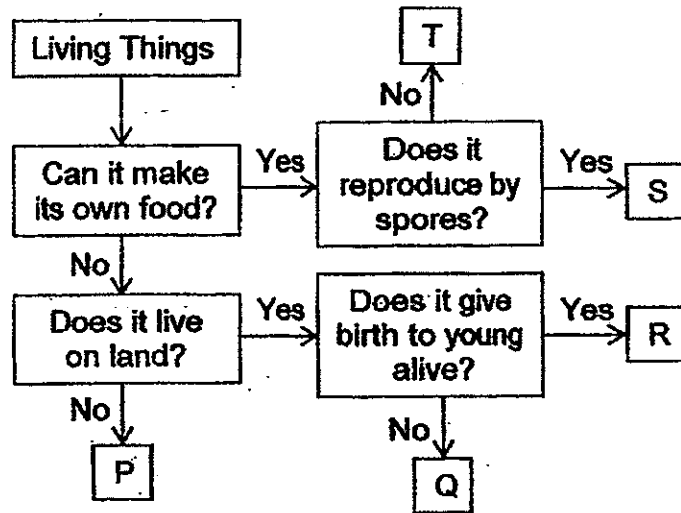 Living Things
T
No
Can it make
its own food?
Yes
Does it
reproduce by
spores?
Yes
S
No
Does it live
on land?
Yes
Does it give
birth to young
alive?
Yes
R
No
P
No
Q